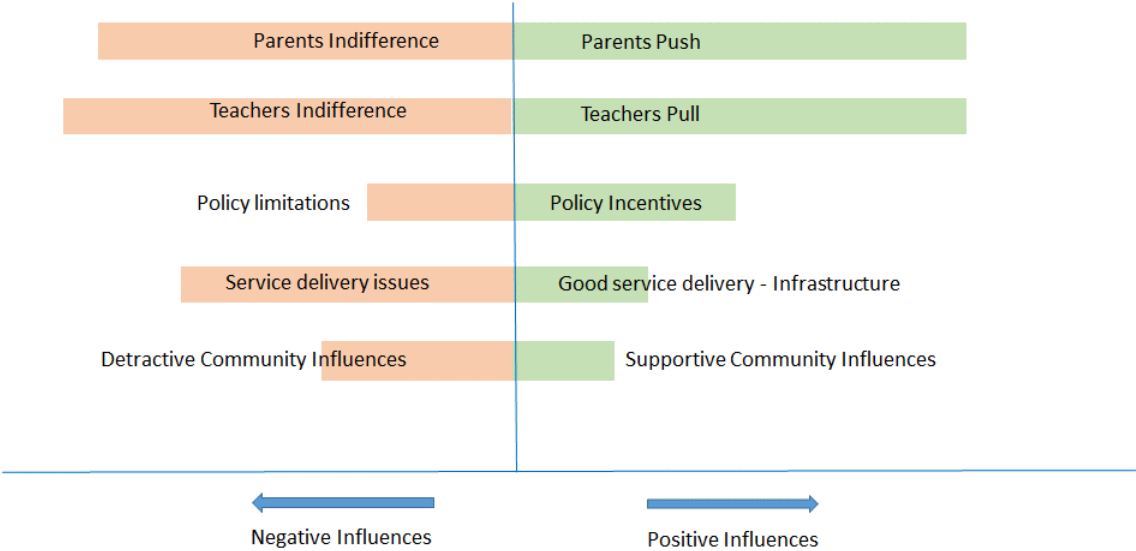 Parents Indifference
Parents Push
Teachers Indifference
Teachers Pull
Policy limitations
Policy Incentives
Service delivery issues
Good service delivery - Infrastructure
Detractive Community Influences
Supportive Community Influences
Negative Influences
Positive Influences